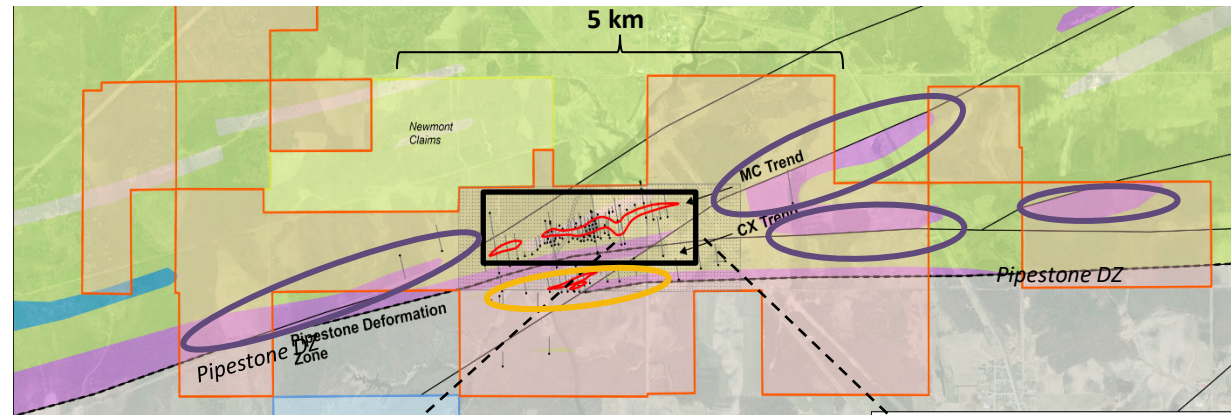 5 km
Newmont
Claims
MC Trend
CX Trend
Pipestone DZ
Pipestone Deformation
Zone
Pipestone DZ